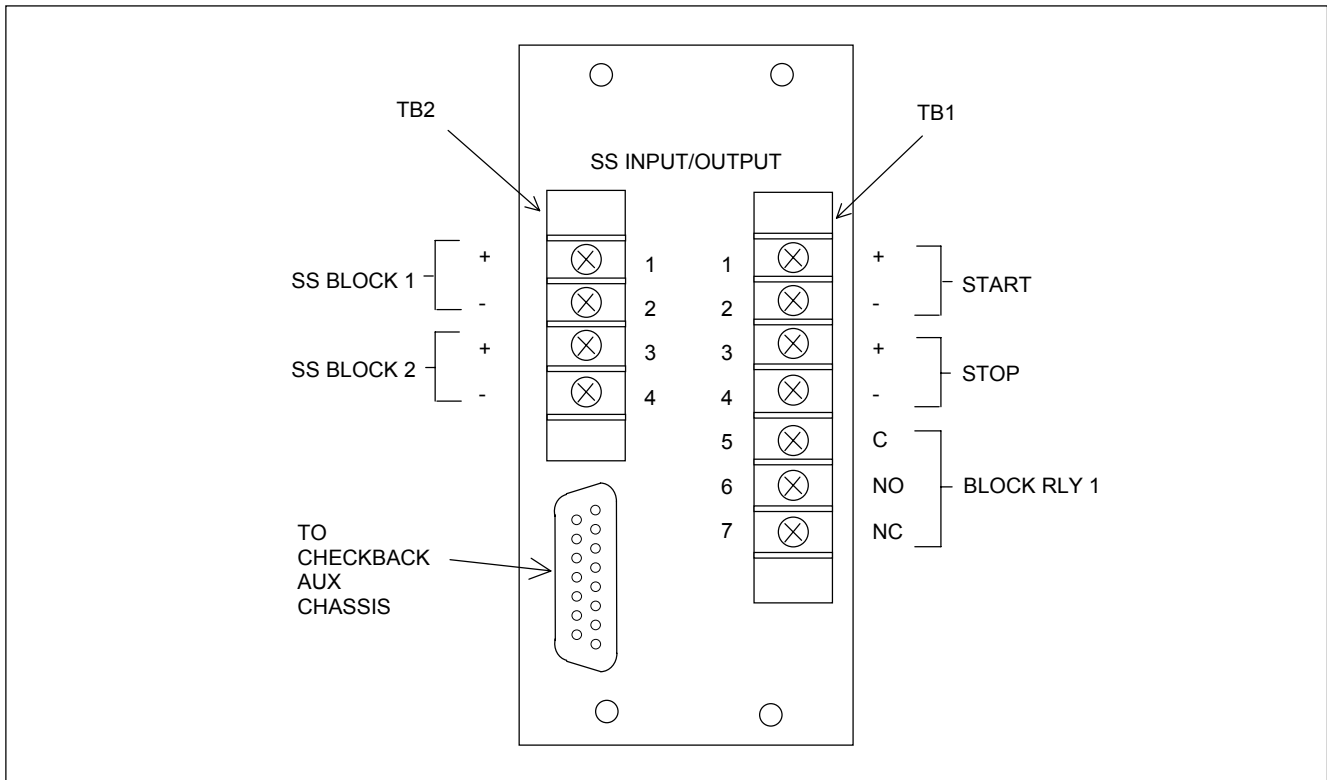 TB2
TB1
SS INPUT/OUTPUT
SS BLOCK 1
+
-
1
2
SS BLOCK 2
+
-
3
4
1
2
+
-
START
3
4
+
-
STOP
5
6
7
C
NO
NC
BLOCK RLY 1
TO
CHECKBACK
AUX
CHASSIS